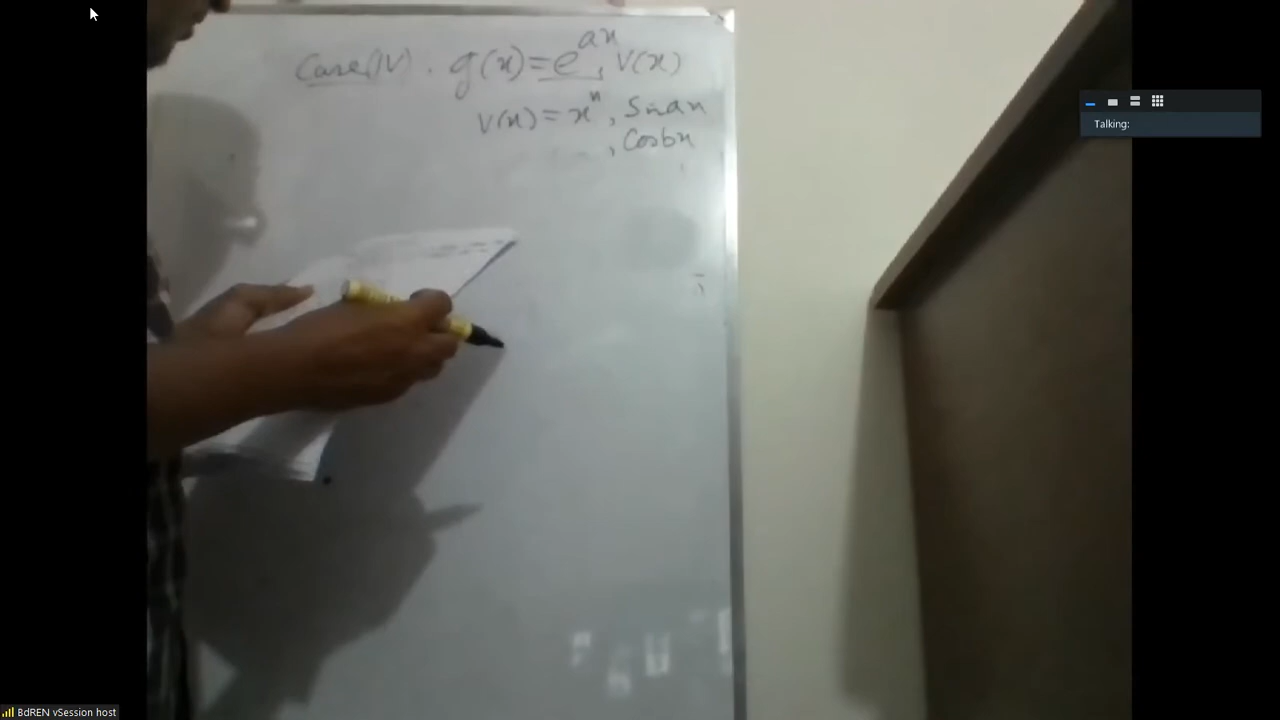 Case(IV). g(x)=e^{ax}, V(x)
V(x)=x^n, Sinax
, Cosbx
Talking:
BdREN vSession host